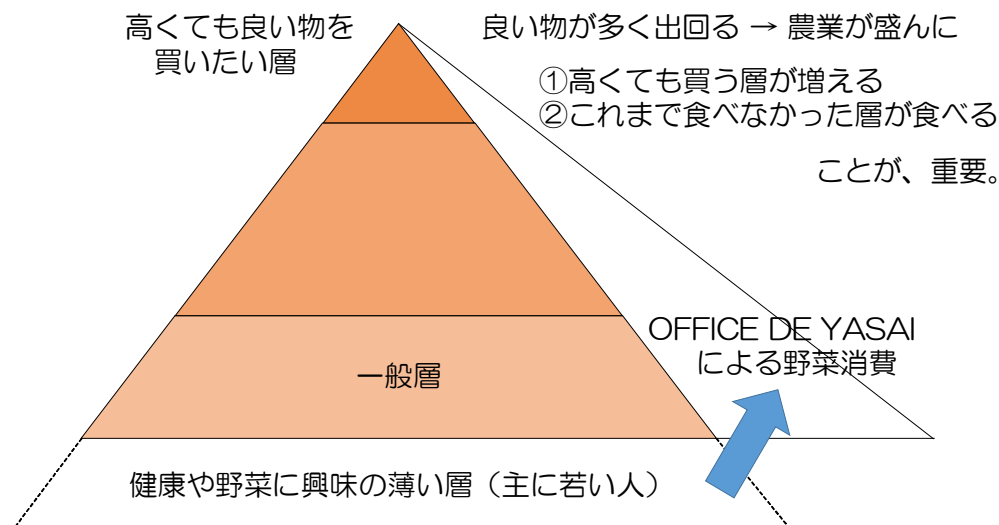 高くても良い物を
買いたい層
良い物が多く出回る → 農業が盛んに
①高くても買う層が増える
②これまで食べなかった層が食べる
ことが、重要。
OFFICE DE YASAI
による野菜消費
一般層
健康や野菜に興味の薄い層（主に若い人）